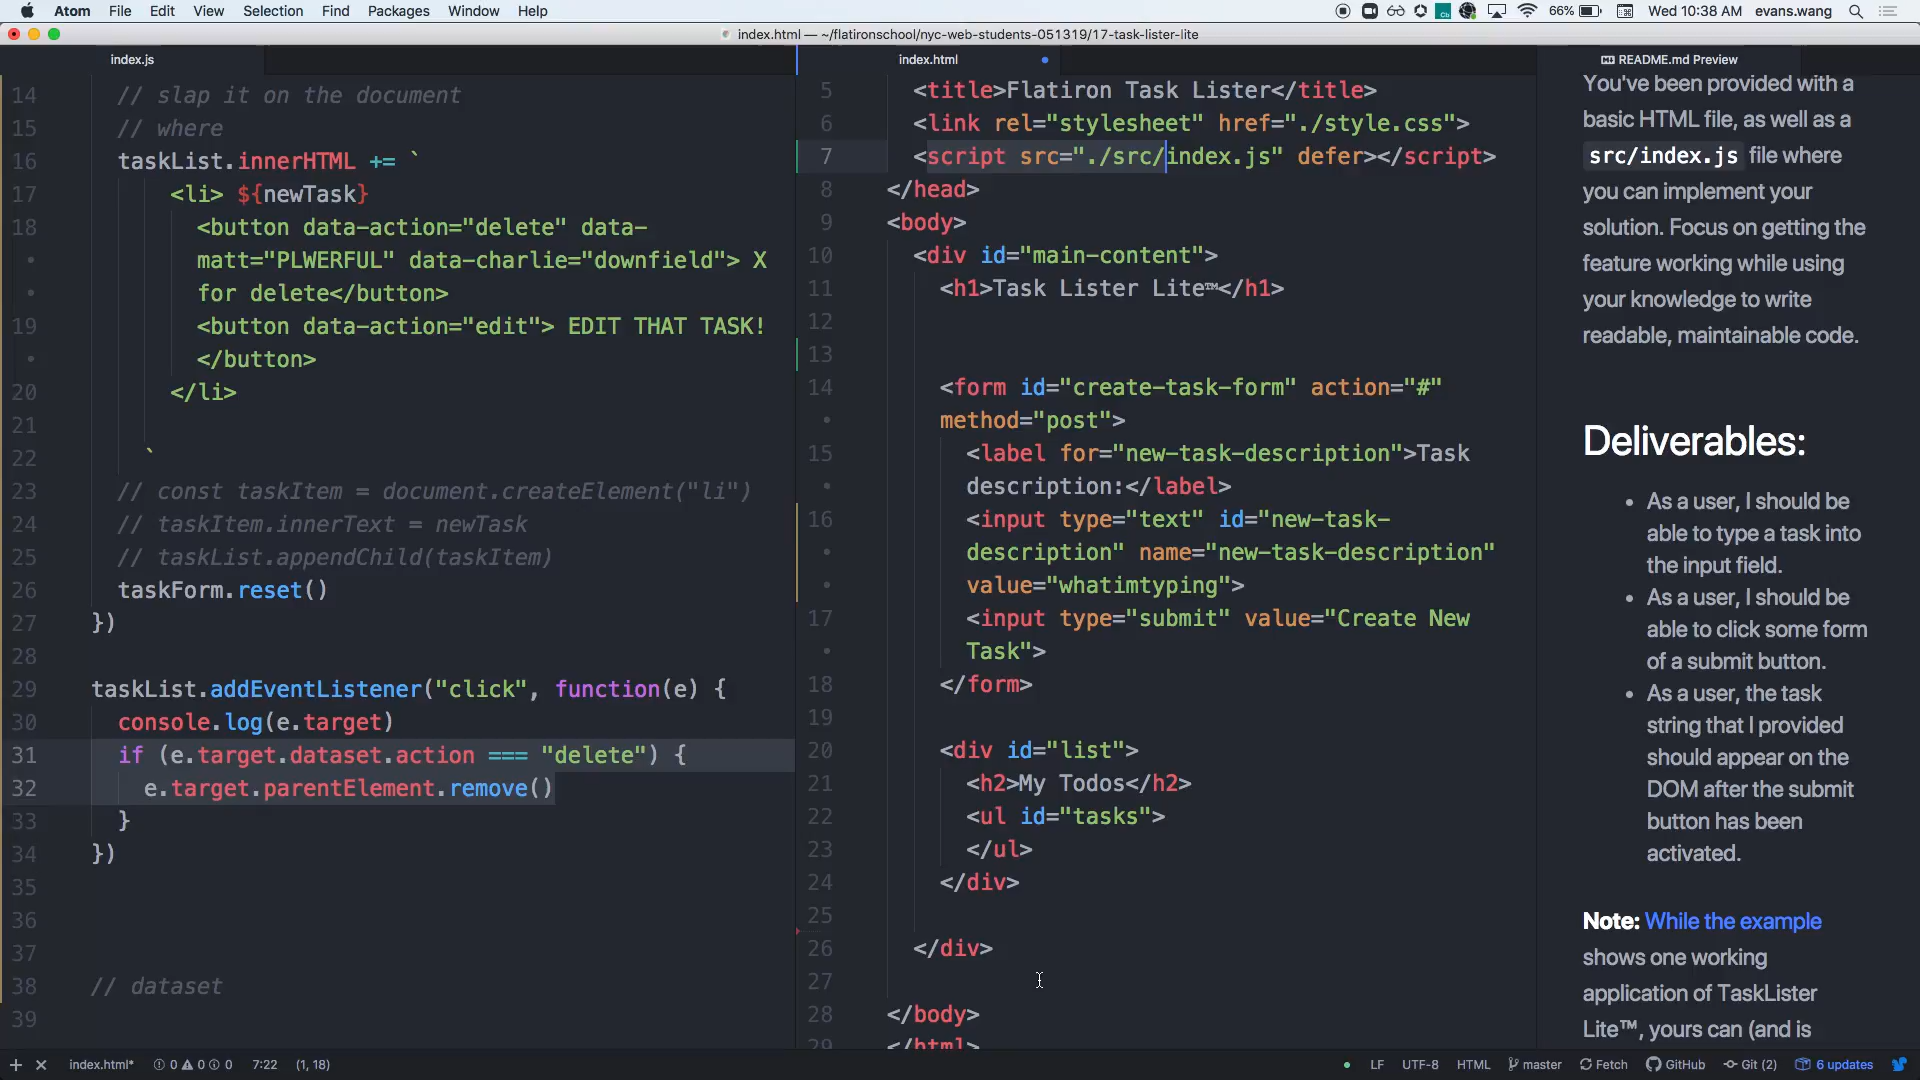 Atom File Edit View Selection Find Packages Window Help 66% Wed 10:38 AM evans.wang
index.html — ~/flatironschool/nyc-web-students-051319/17-task-lister-lite
index.js
14 // slap it on the document
15 // where
16 taskList.innerHTML += `
17 <li> ${newTask}
18 <button data-action="delete" data-
• matt="PLWERFUL" data-charlie="downfield"> X
• for delete</button>
19 <button data-action="edit"> EDIT THAT TASK!
• </button>
20 </li>
21
22 `
23 // const taskItem = document.createElement("li")
24 // taskItem.innerText = newTask
25 // taskList.appendChild(taskItem)
26 taskForm.reset()
27 })
28
29 taskList.addEventListener("click", function(e) {
30 console.log(e.target)
31 if (e.target.dataset.action === "delete") {
32 e.target.parentElement.remove()
33 }
34 })
35
36
37
38 // dataset
39
index.html
5 <title>Flatiron Task Lister</title>
6 <link rel="stylesheet" href="./style.css">
7 <script src="./src/index.js" defer></script>
8 </head>
9 <body>
10 <div id="main-content">
11 <h1>Task Lister Lite™</h1>
12
13
14 <form id="create-task-form" action="#"
• method="post">
15 <label for="new-task-description">Task
• description:</label>
16 <input type="text" id="new-task-
• description" name="new-task-description"
• value="whatimtyping">
17 <input type="submit" value="Create New
• Task">
18 </form>
19
20 <div id="list">
21 <h2>My Todos</h2>
22 <ul id="tasks">
23 </ul>
24 </div>
25
26 </div>
27
28 </body>
29 </html>
README.md Preview
You've been provided with a
basic HTML file, as well as a
src/index.js file where
you can implement your
solution. Focus on getting the
feature working while using
your knowledge to write
readable, maintainable code.
Deliverables:
• As a user, I should be
able to type a task into
the input field.
• As a user, I should be
able to click some form
of a submit button.
• As a user, the task
string that I provided
should appear on the
DOM after the submit
button has been
activated.
Note: While the example
shows one working
application of TaskLister
Lite™, yours can (and is
index.html* 0 0 0 7:22 (1, 18) LF UTF-8 HTML master Fetch GitHub Git (2) 6 updates